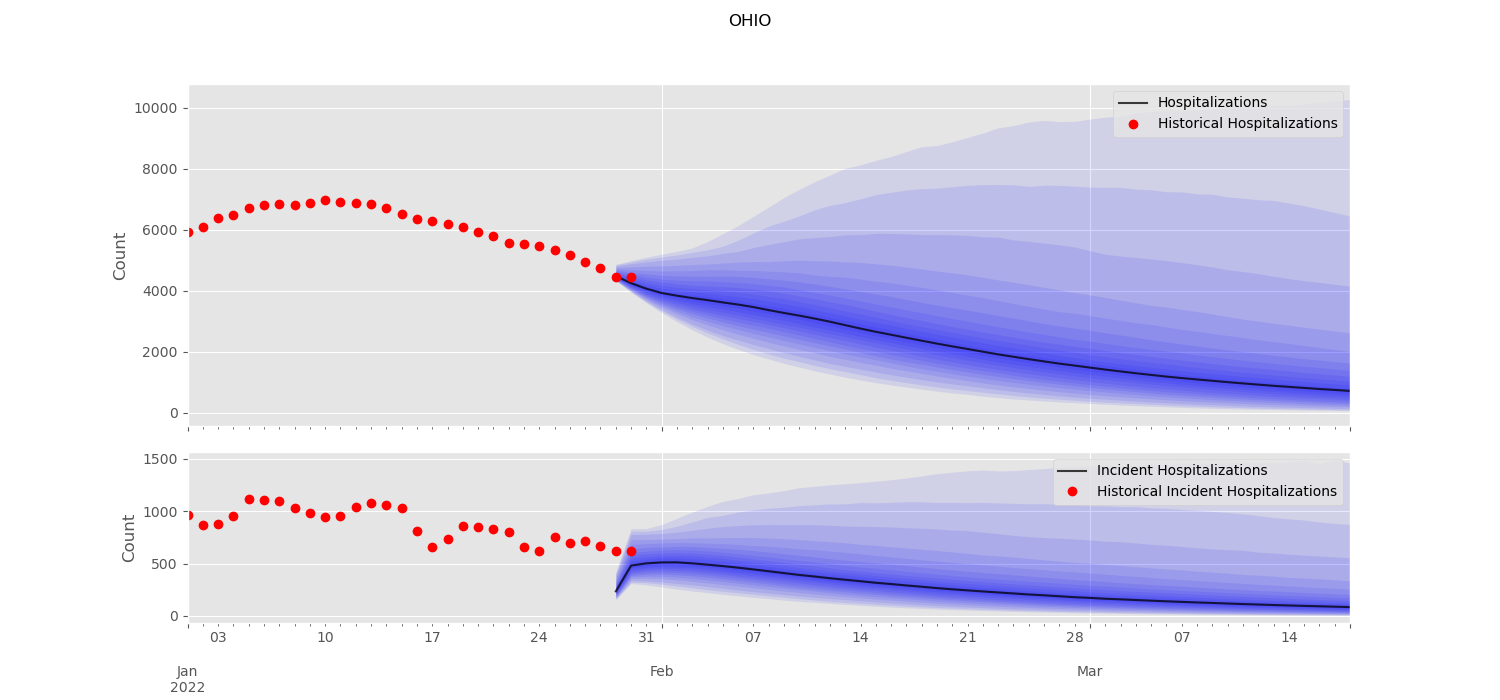 OHIO
Count
10000
8000
6000
4000
2000
0
Hospitalizations
Historical Hospitalizations
Count
1500
1000
500
0
Incident Hospitalizations
Historical Incident Hospitalizations
03 10 17 24 31 07 14 21 28 07 14
Jan Feb Mar
2022